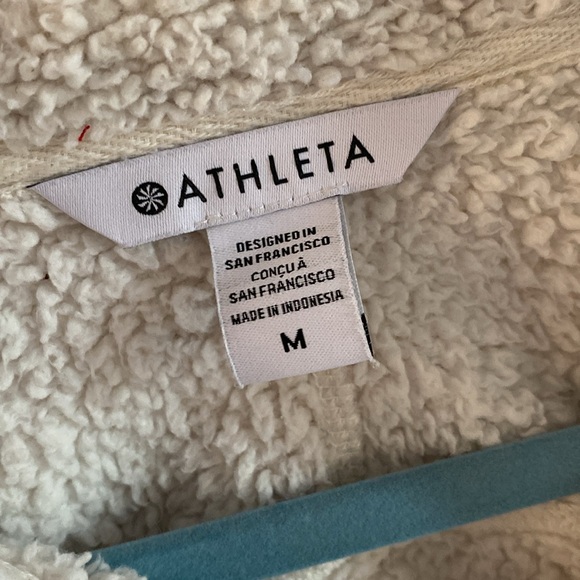 ATHLETA
DESIGNED IN
SAN FRANCISCO
CONÇU À
SAN FRANCISCO
MADE IN INDONESIA
M